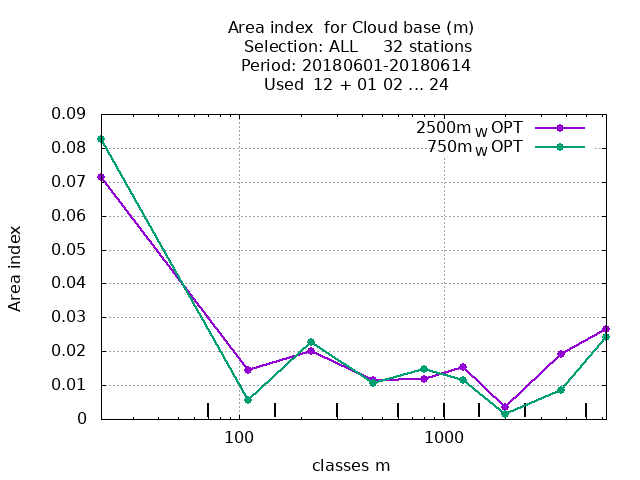 Area index  for Cloud base (m)
Selection: ALL     32 stations
Period: 20180601-20180614
Used  12 + 01 02 ... 24
0.09
2500m W OPT
750m W OPT
0.08
0.07
0.06
0.05
0.04
0.03
0.02
0.01
0
Area index
100
1000
classes m